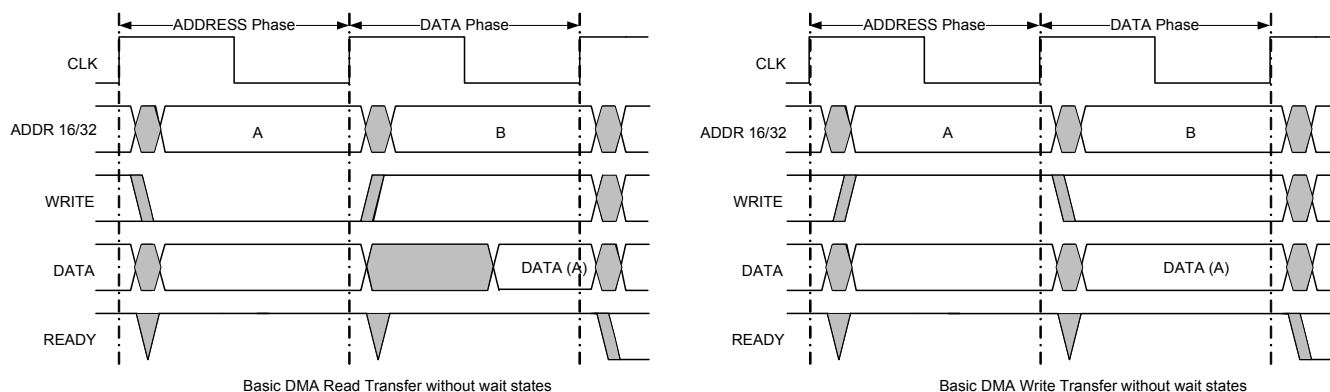 ADDRESS Phase DATA Phase
CLK
ADDR 16/32 A B
WRITE
DATA DATA (A)
READY
Basic DMA Read Transfer without wait states
ADDRESS Phase DATA Phase
CLK
ADDR 16/32 A B
WRITE
DATA DATA (A)
READY
Basic DMA Write Transfer without wait states